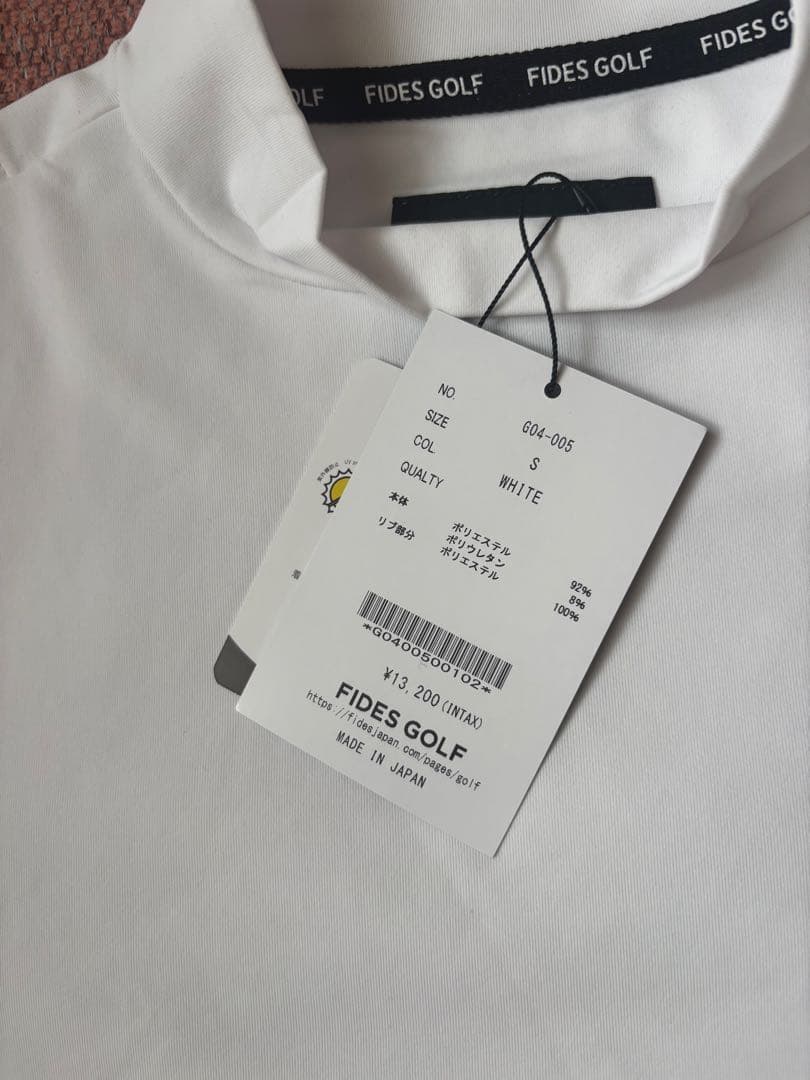 FIDES GOLF FIDES GOLF FIDES
NO. G04-005
SIZE S
COL. WHITE
QUALTY
本体 ポリエステル 92%
ポリウレタン 8%
リブ部分 ポリエステル 100%
*G0400500102*
¥13,200(INTAX)
FIDES GOLF
https://fidesjapan.com/pages/golf
MADE IN JAPAN